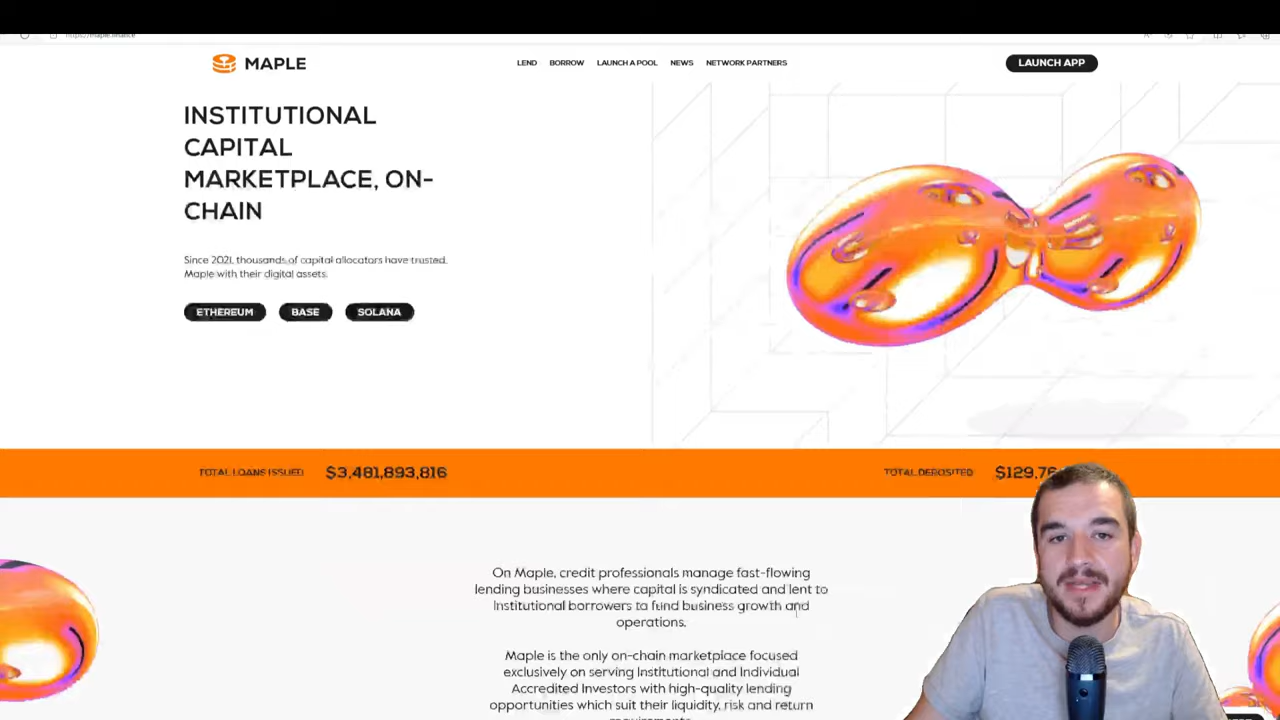 MAPLE
LEND BORROW LAUNCH A POOL NEWS NETWORK PARTNERS
LAUNCH APP
INSTITUTIONAL
CAPITAL
MARKETPLACE, ON-
CHAIN
Since 2021, thousands of capital allocators have trusted
Maple with their digital assets.
ETHEREUM BASE SOLANA
TOTAL LOANS ISSUED $3,481,893,816
TOTAL DEPOSITED $129,76
On Maple, credit professionals manage fast-flowing
lending businesses where capital is syndicated and lent to
Institutional borrowers to fund business growth and
operations.
Maple is the only on-chain marketplace focused
exclusively on serving Institutional and Individual
Accredited Investors with high-quality lending
opportunities which suit their liquidity, risk and return